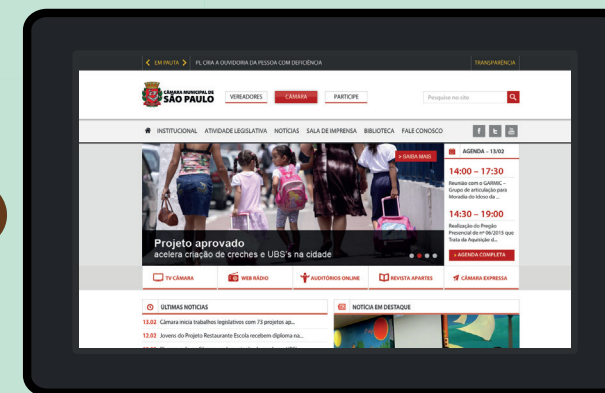 EM PAUTA
PL CRIA A OUVIDORIA DA PESSOA COM DEFICIÊNCIA
TRANSPARÊNCIA
CÂMARA MUNICIPAL DE
SÃO PAULO
VEREADORES
CÂMARA
PARTICIPE
Pesquise no site
INSTITUCIONAL
ATIVIDADE LEGISLATIVA
NOTÍCIAS
SALA DE IMPRENSA
BIBLIOTECA
FALE CONOSCO
> SAIBA MAIS
Projeto aprovado
acelera criação de creches e UBS's na cidade
AGENDA – 13/02
14:00 – 17:30
Reunião com o GARMIC –
Grupo de articulação para
Moradia do Idoso da ...
14:30 – 19:00
Realização do Pregão
Presencial de nº 06/2015 que
Trata da Aquisição d...
> AGENDA COMPLETA
TV CÂMARA
WEB RÁDIO
AUDITÓRIOS ONLINE
REVISTA APARTES
CÂMARA EXPRESSA
ÚLTIMAS NOTICIAS
13.02 Câmara inicia trabalhos legislativos com 73 projetos ap...
12.02 Jovens do Projeto Restaurante Escola recebem diploma na...
NOTÍCIA EM DESTAQUE